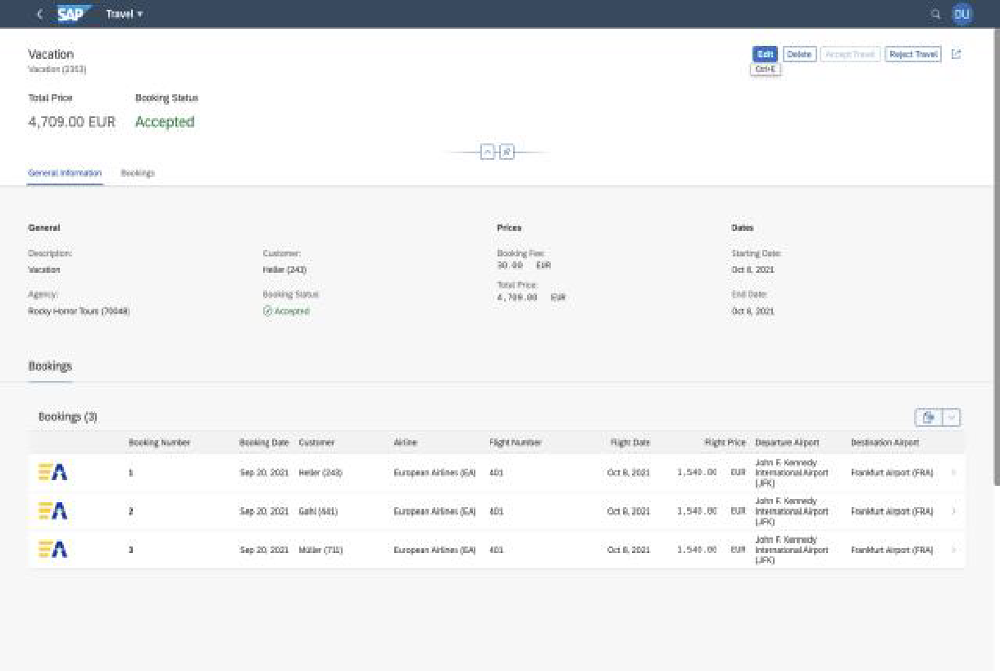 SAP Travel DU
Vacation Edit Delete Accept Travel Reject Travel
Vacation (2313) Ctrl+E
Total Price Booking Status
4,709.00 EUR Accepted
General Information Bookings
General Prices Dates
Description: Customer: Booking Fee: Starting Date:
Vacation Heller (243) 30.00 EUR Oct 8, 2021
Agency: Booking Status: Total Price: End Date:
Rocky Horror Tours (70048) Accepted 4,709.00 EUR Oct 8, 2021
Bookings
Bookings (3)
Booking Number Booking Date Customer Airline Flight Number Flight Date Flight Price Departure Airport Destination Airport
EA 1 Sep 20, 2021 Heller (243) European Airlines (EA) 401 Oct 8, 2021 1,540.00 EUR John F. Kennedy International Airport (JFK) Frankfurt Airport (FRA)
EA 2 Sep 20, 2021 (441) European Airlines (EA) 401 Oct 8, 2021 1,540.00 EUR John F. Kennedy International Airport (JFK) Frankfurt Airport (FRA)
EA 3 Sep 20, 2021 Müller (711) European Airlines (EA) 401 Oct 8, 2021 1,540.00 EUR John F. Kennedy International Airport (JFK) Frankfurt Airport (FRA)